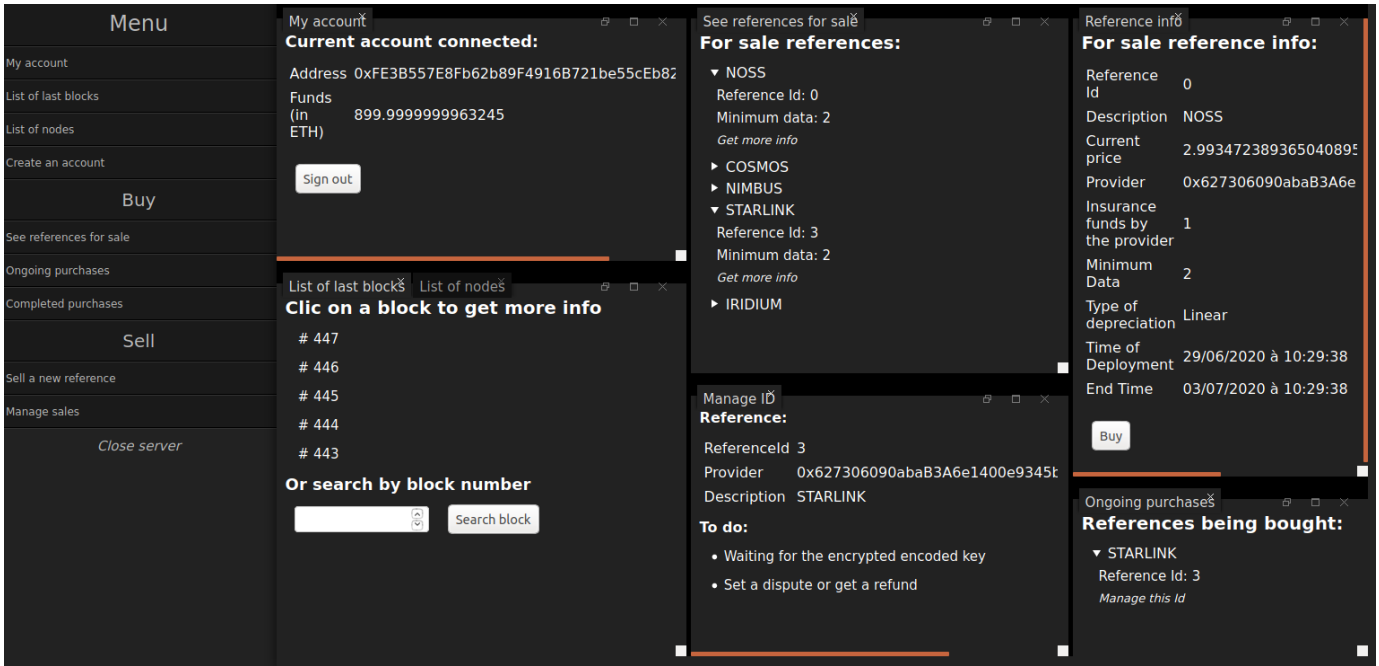 Menu
My account
List of last blocks
List of nodes
Create an account
Buy
See references for sale
Ongoing purchases
Completed purchases
Sell
Sell a new reference
Manage sales
Close server
My account
Current account connected:
Address 0xFE3B557E8Fb62b89F4916B721be55cEb82
Funds
(in
ETH)
899.9999999963245
Sign out
List of last blocks List of nodes
Clic on a block to get more info
# 447
# 446
# 445
# 444
# 443
Or search by block number
Search block
See references for sale
For sale references:
NOSS
Reference Id: 0
Minimum data: 2
Get more info
COSMOS
NIMBUS
STARLINK
Reference Id: 3
Minimum data: 2
Get more info
IRIDIUM
Manage ID
Reference:
ReferenceId 3
Provider 0x627306090abaB3A6e1400e9345b
Description STARLINK
To do:
• Waiting for the encrypted encoded key
• Set a dispute or get a refund
Reference info
For sale reference info:
Reference
Id
0
Description NOSS
Current
price
2.993472389365040895
Provider 0x627306090abaB3A6e
Insurance
funds by
the provider
1
Minimum
Data
2
Type of
depreciation
Linear
Time of
Deployment
29/06/2020 à 10:29:38
End Time 03/07/2020 à 10:29:38
Buy
Ongoing purchases
References being bought:
STARLINK
Reference Id: 3
Manage this Id